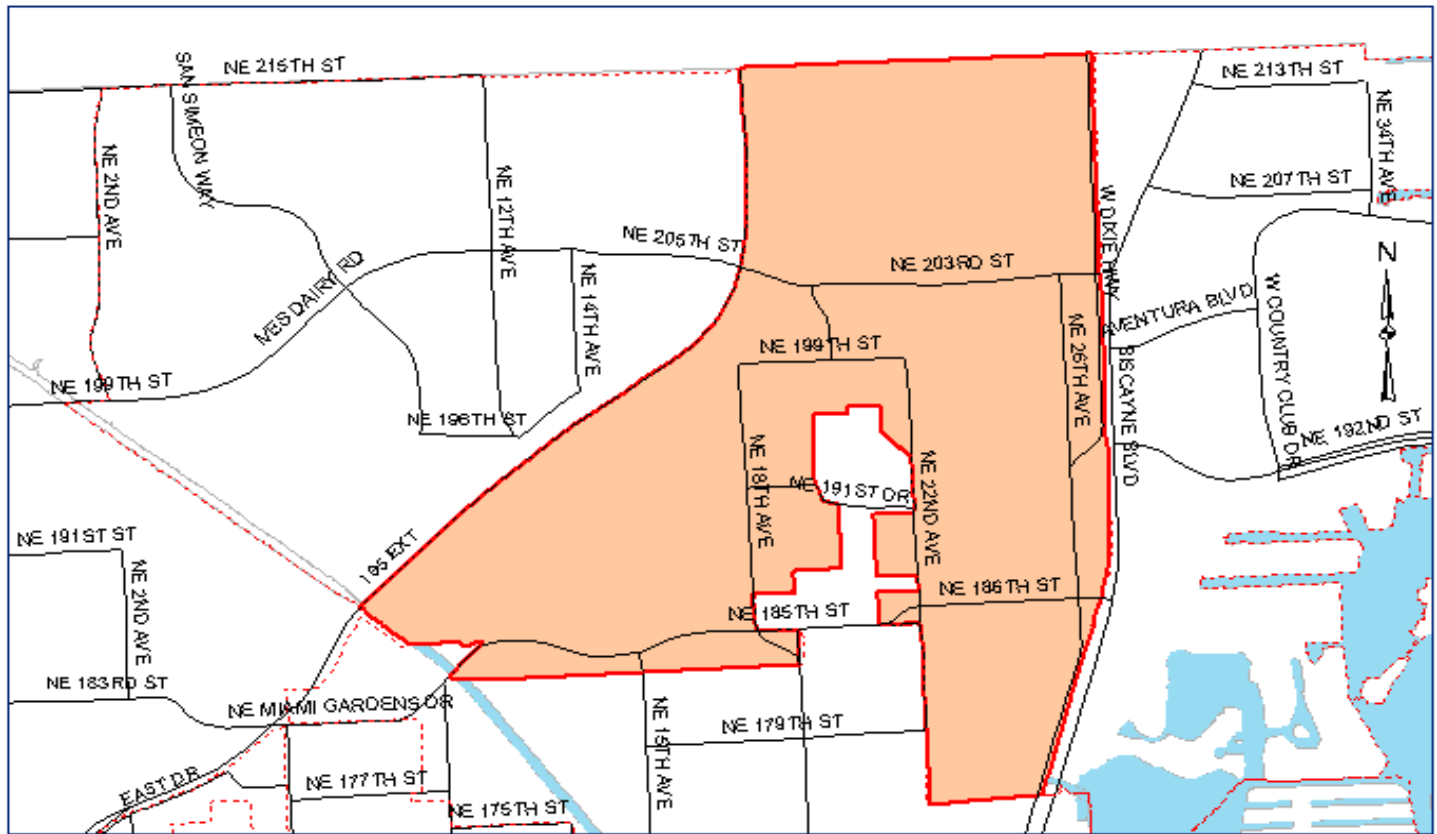 NE 215TH ST
SAN SIMEON WAY
NE 213TH ST
NE 34TH AVE
NE 2ND AVE
NE 12TH AVE
NE 207TH ST
W DIXIE HWY
NE 205TH ST
N
NE 203RD ST
IVES DAIRY RD
NE 14TH AVE
AVENTURA BLVD
W COUNTRY CLUB DR
NE 26TH AVE
NE 199TH ST
BISCAYNE BLVD
NE 199TH ST
NE 196TH ST
NE 192ND ST
NE 18TH AVE
NE 22ND AVE
NE 191ST DR
NE 191ST ST
I95 EXT
NE 2ND AVE
NE 186TH ST
NE 185TH ST
NE 183RD ST
NE MIAMI GARDENS DR
NE 15TH AVE
NE 179TH ST
EAST DR
NE 177TH ST
NE 175TH ST